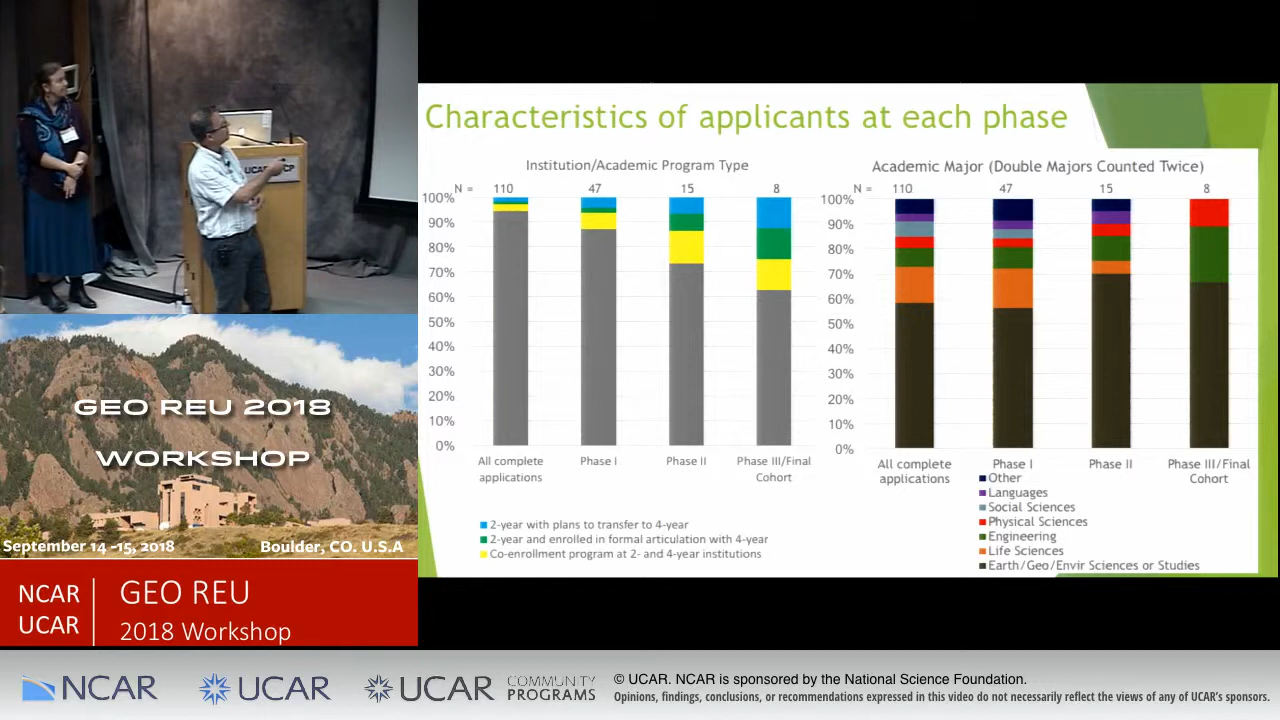 UCAR CP
GEO REU 2018
WORKSHOP
September 14 -15, 2018
Boulder, CO. U.S.A
NCAR
UCAR
GEO REU
2018 Workshop
Characteristics of applicants at each phase
Institution/Academic Program Type
N = 110 47 15 8
100%
90%
80%
70%
60%
50%
40%
30%
20%
10%
0%
All complete applications
Phase I
Phase II
Phase III/Final Cohort
2-year with plans to transfer to 4-year
2-year and enrolled in formal articulation with 4-year
Co-enrollment program at 2- and 4-year institutions
Academic Major (Double Majors Counted Twice)
N = 110 47 15 8
100%
90%
80%
70%
60%
50%
40%
30%
20%
10%
0%
All complete applications
Phase I
Phase II
Phase III/Final Cohort
Other
Languages
Social Sciences
Physical Sciences
Engineering
Life Sciences
Earth/Geo/Envir Sciences or Studies
NCAR
UCAR
UCAR COMMUNITY PROGRAMS
© UCAR. NCAR is sponsored by the National Science Foundation.
Opinions, findings, conclusions, or recommendations expressed in this video do not necessarily reflect the views of any of UCAR's sponsors.